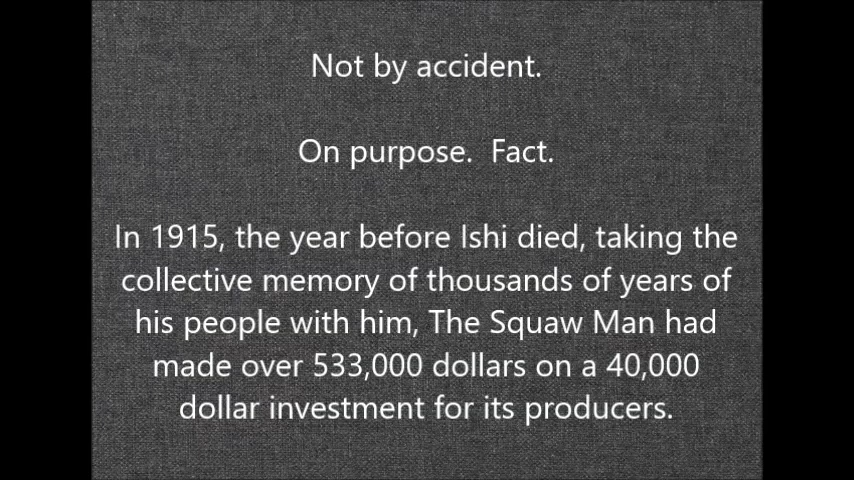 Not by accident.
On purpose.  Fact.
In 1915, the year before Ishi died, taking the
collective memory of thousands of years of
his people with him, The Squaw Man had
made over 533,000 dollars on a 40,000
dollar investment for its producers.